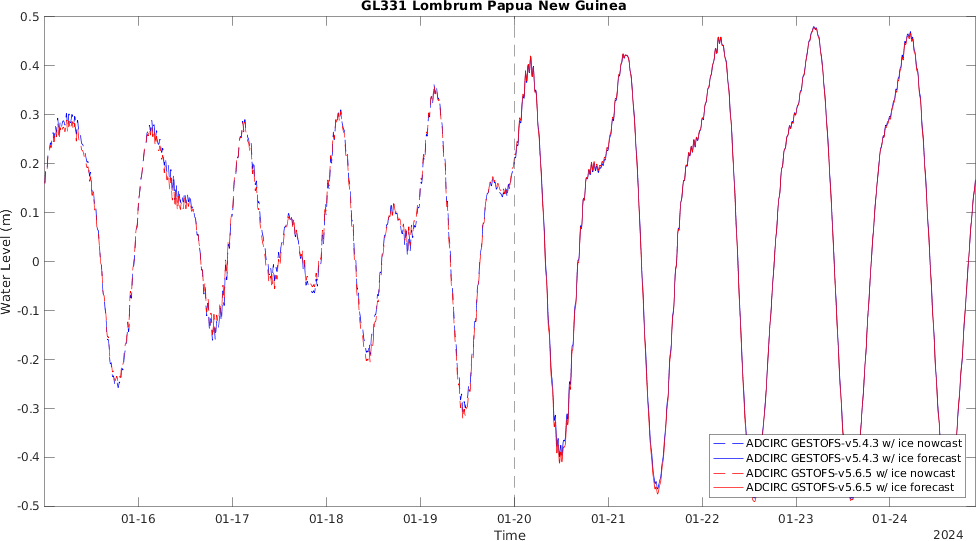 GL331 Lombrum Papua New Guinea
0.5
0.4
0.3
0.2
0.1
0
-0.1
-0.2
-0.3
-0.4
-0.5
Water Level (m)
ADCIRC GESTOFS-v5.4.3 w/ ice nowcast
ADCIRC GESTOFS-v5.4.3 w/ ice forecast
ADCIRC GSTOFS-v5.6.5 w/ ice nowcast
ADCIRC GSTOFS-v5.6.5 w/ ice forecast
01-16 01-17 01-18 01-19 01-20 01-21 01-22 01-23 01-24
Time
2024